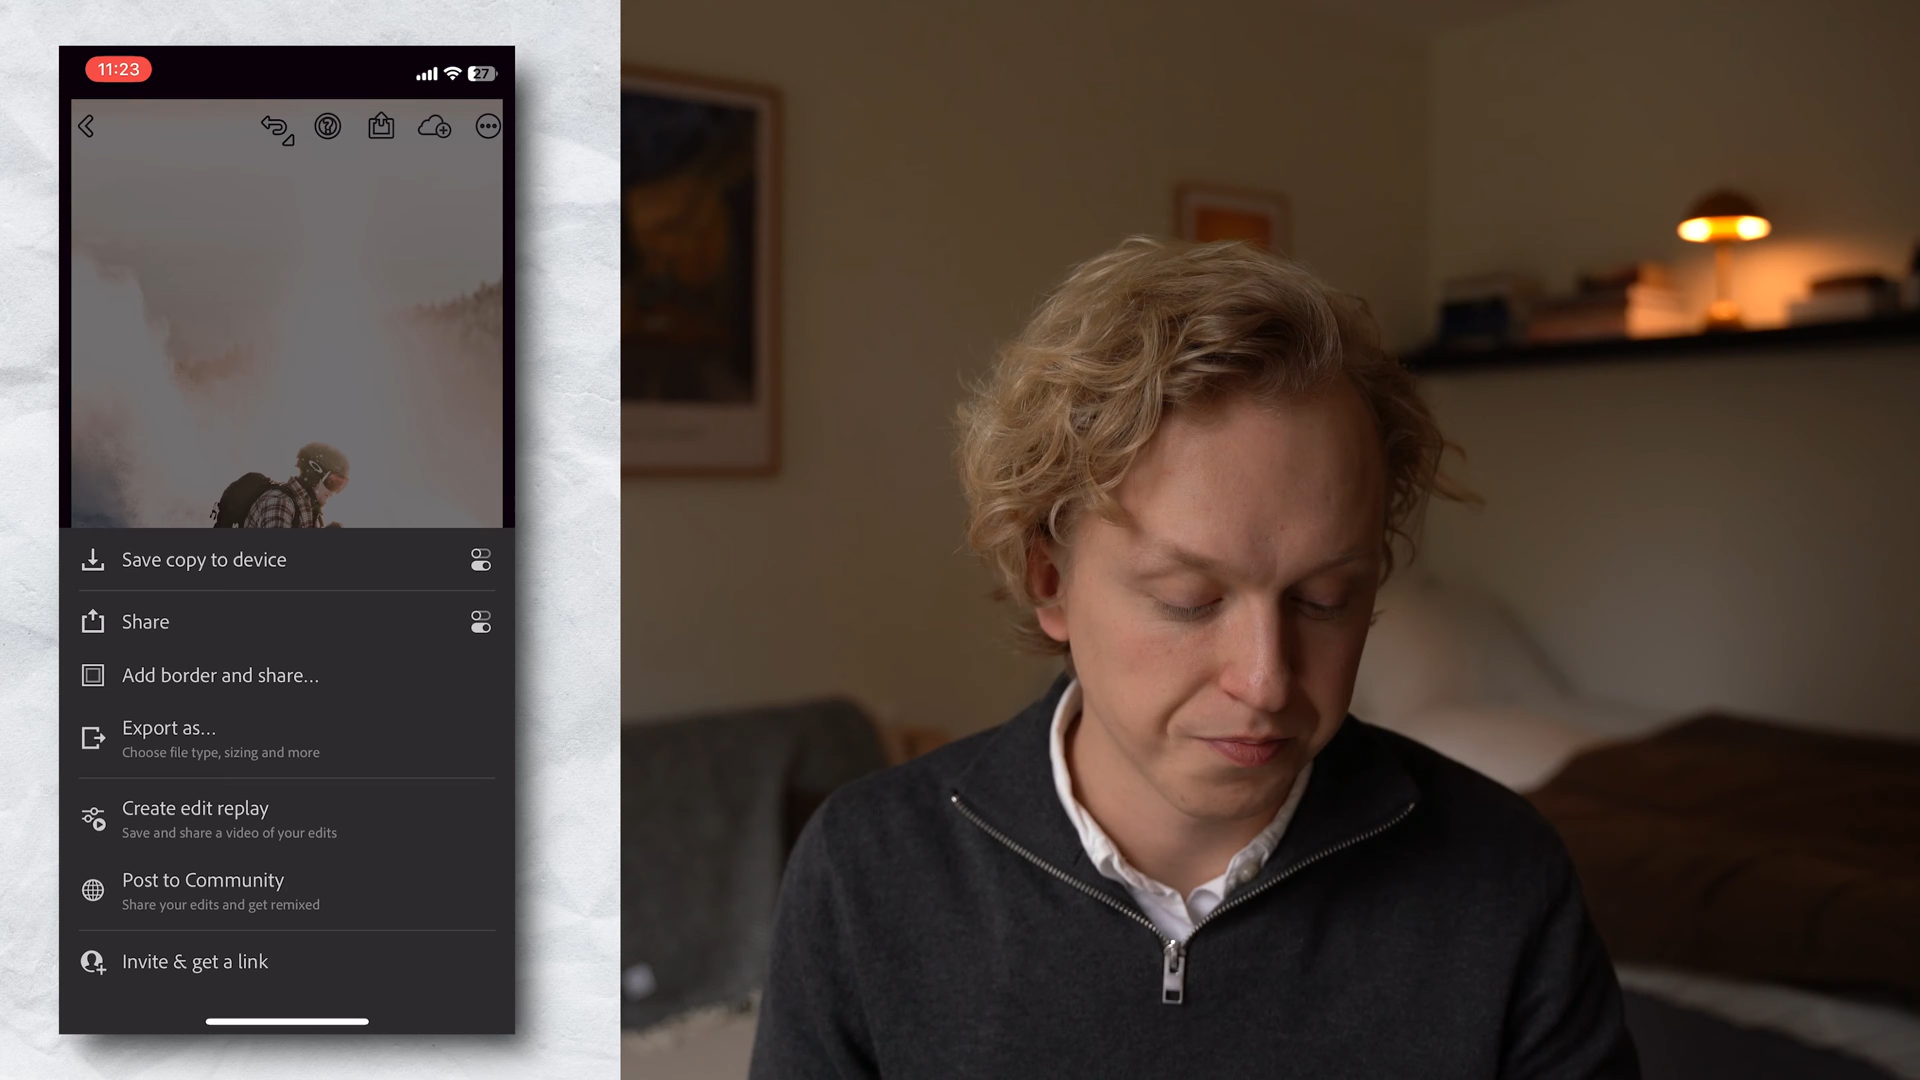 11:23
27
Save copy to device
Share
Add border and share...
Export as...
Choose file type, sizing and more
Create edit replay
Save and share a video of your edits
Post to Community
Share your edits and get remixed
Invite & get a link